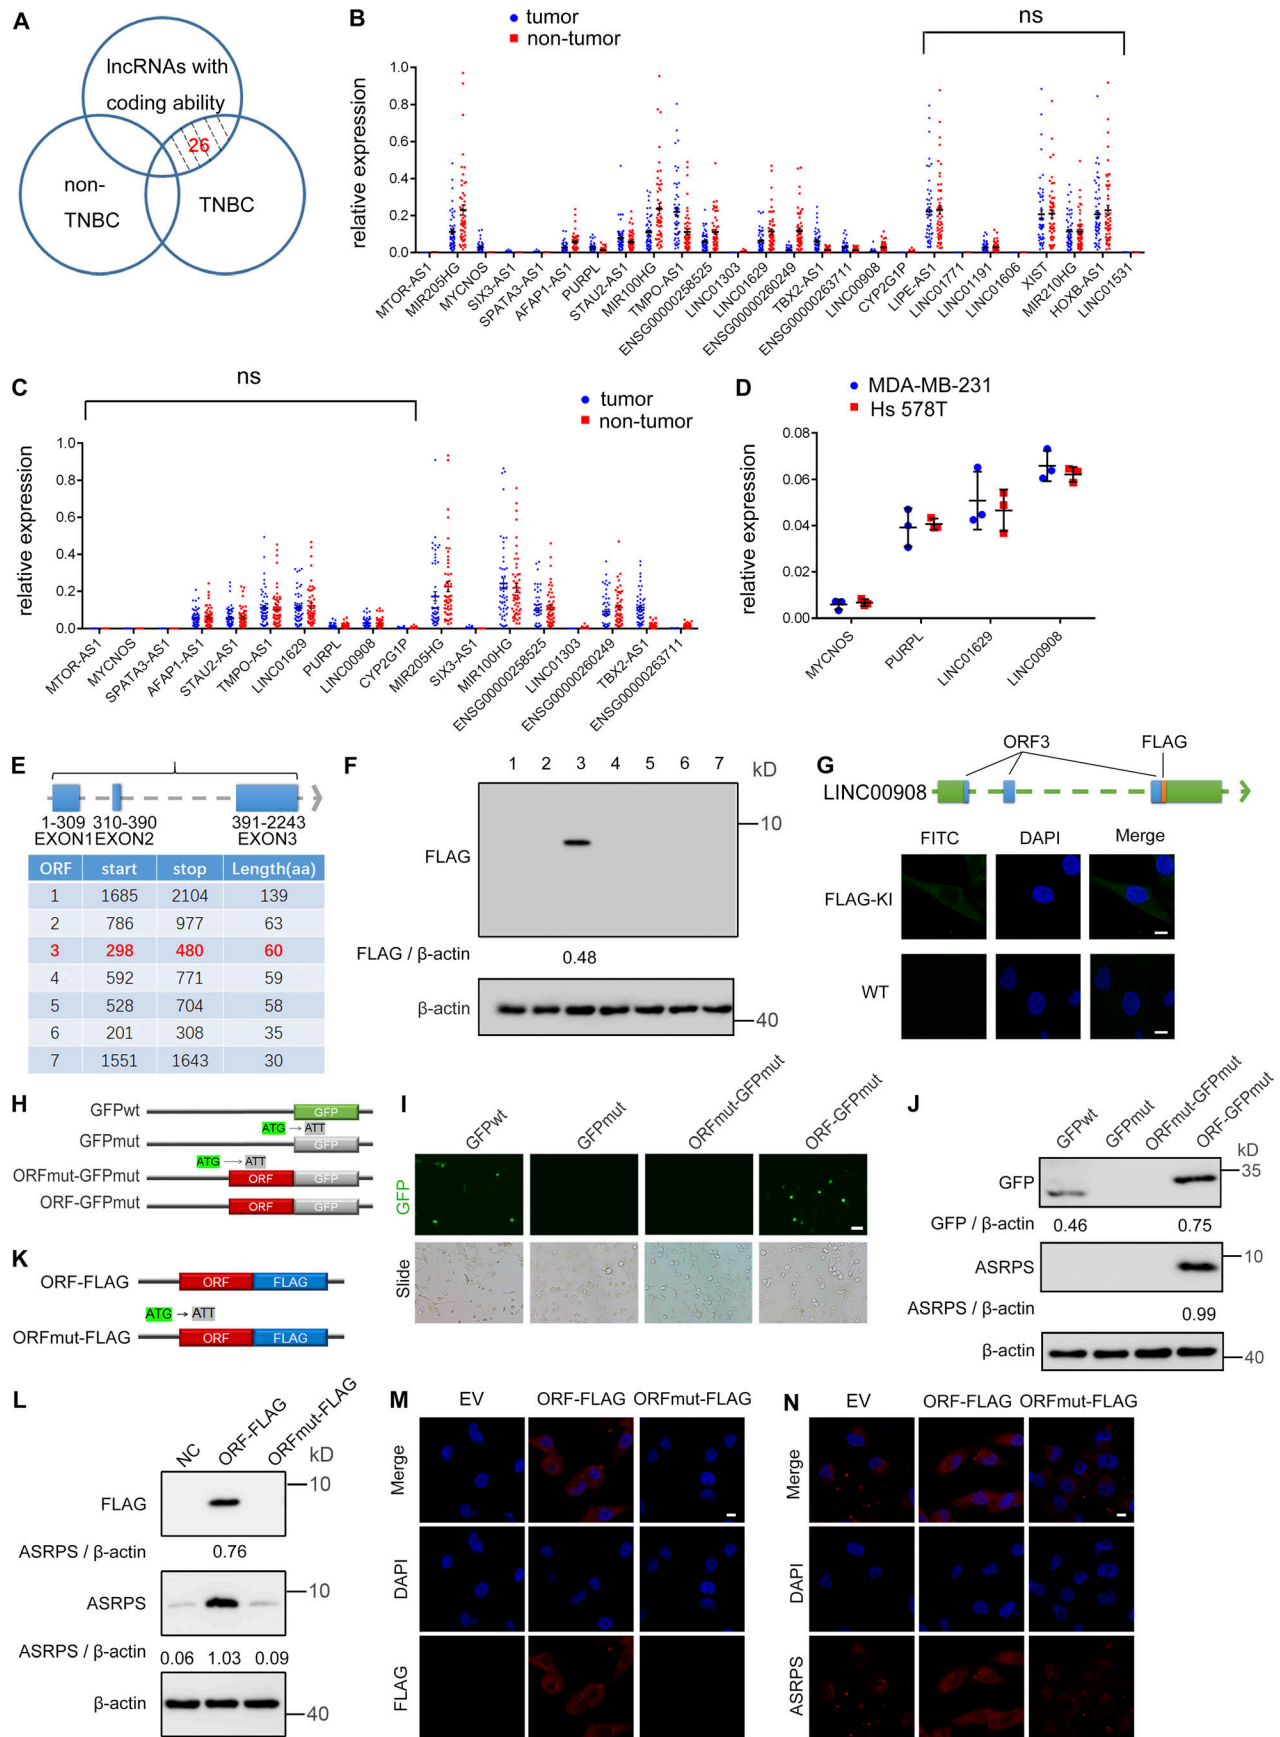 A
lncRNAs with
coding ability
26
non-
TNBC
TNBC
B
tumor
non-tumor
ns
relative expression
1.0
0.8
0.6
0.4
0.2
0.0
MTOR-AS1
MIR205HG
MYCNOS
SIX3-AS1
SPATA3-AS1
AFAP1-AS1
PURPL
STAU2-AS1
MIR100HG
TMPO-AS1
ENSG00000258525
LINC01303
LINC01629
ENSG00000260249
TBX2-AS1
ENSG00000263711
LINC00908
CYP2G1P
LIPE-AS1
LINC01771
LINC01191
LINC01606
XIST
MIR210HG
HOXB-AS1
LINC01531
C
ns
tumor
non-tumor
relative expression
1.0
0.8
0.6
0.4
0.2
0.0
MTOR-AS1
MYCNOS
SPATA3-AS1
AFAP1-AS1
STAU2-AS1
TMPO-AS1
LINC01629
PURPL
LINC00908
CYP2G1P
MIR205HG
SIX3-AS1
MIR100HG
ENSG00000258525
LINC01303
ENSG00000260249
TBX2-AS1
ENSG00000263711
D
MDA-MB-231
Hs 578T
relative expression
0.08
0.06
0.04
0.02
0.00
MYCNOS
PURPL
LINC01629
LINC00908
E
1-309 310-390 391-2243
EXON1 EXON2 EXON3
ORF start stop Length(aa)
1 1685 2104 139
2 786 977 63
3 298 480 60
4 592 771 59
5 528 704 58
6 201 308 35
7 1551 1643 30
F
1 2 3 4 5 6 7 kD
10
FLAG
FLAG / β-actin 0.48
β-actin
40
G
ORF3 FLAG
LINC00908
FITC DAPI Merge
FLAG-KI
WT
H
GFPwt GFP
ATG → ATT
GFPmut GFP
ATG → ATT
ORFmut-GFPmut ORF GFP
ORF-GFPmut ORF GFP
I
GFPwt
GFPmut
ORFmut-GFPmut
ORF-GFPmut
GFP
Slide
J
GFPwt
GFPmut
ORFmut-GFPmut
ORF-GFPmut
kD
GFP 35
GFP / β-actin 0.46 0.75
ASRPS 10
ASRPS / β-actin 0.99
β-actin 40
K
ORF-FLAG ORF FLAG
ATG → ATT
ORFmut-FLAG ORF FLAG
L
NC
ORF-FLAG
ORFmut-FLAG
kD
10
FLAG
ASRPS / β-actin 0.76
10
ASRPS
ASRPS / β-actin 0.06 1.03 0.09
β-actin
40
M
EV ORF-FLAG ORFmut-FLAG
Merge
DAPI
FLAG
N
EV ORF-FLAG ORFmut-FLAG
Merge
DAPI
ASRPS